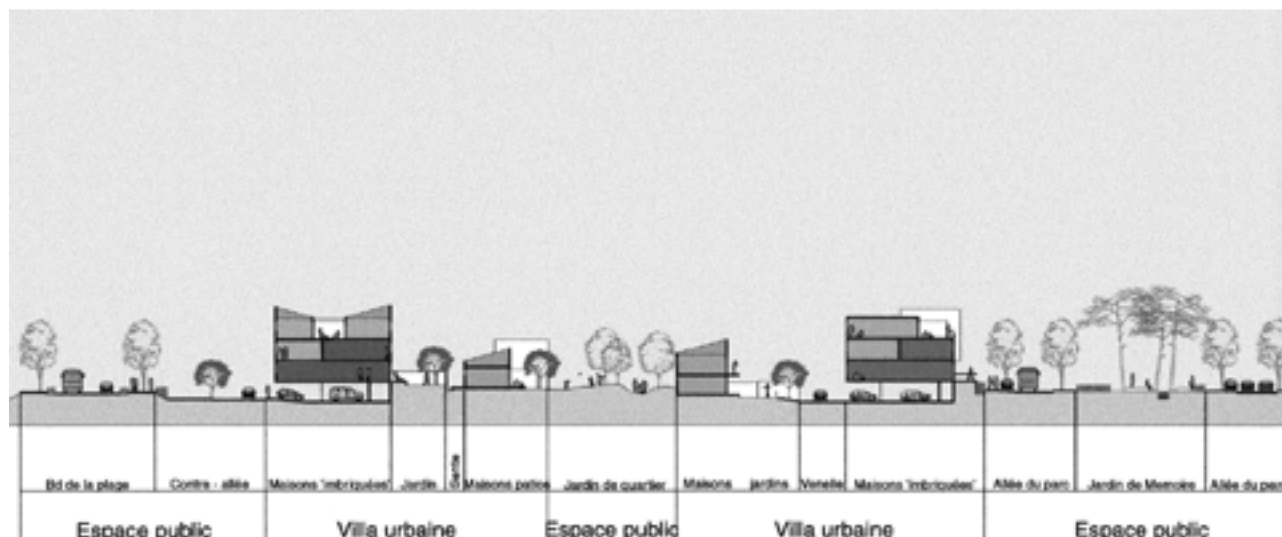 Bd de la plage
Contre - allée
Maisons 'imbriquées'
Jardin
Sente
Maisons patios
Jardin de quartier
Maisons
jardins
Venelle
Maisons 'imbriquées'
Allée du parc
Jardin de Memoire
Allée du parc
Espace public
Villa urbaine
Espace public
Villa urbaine
Espace public